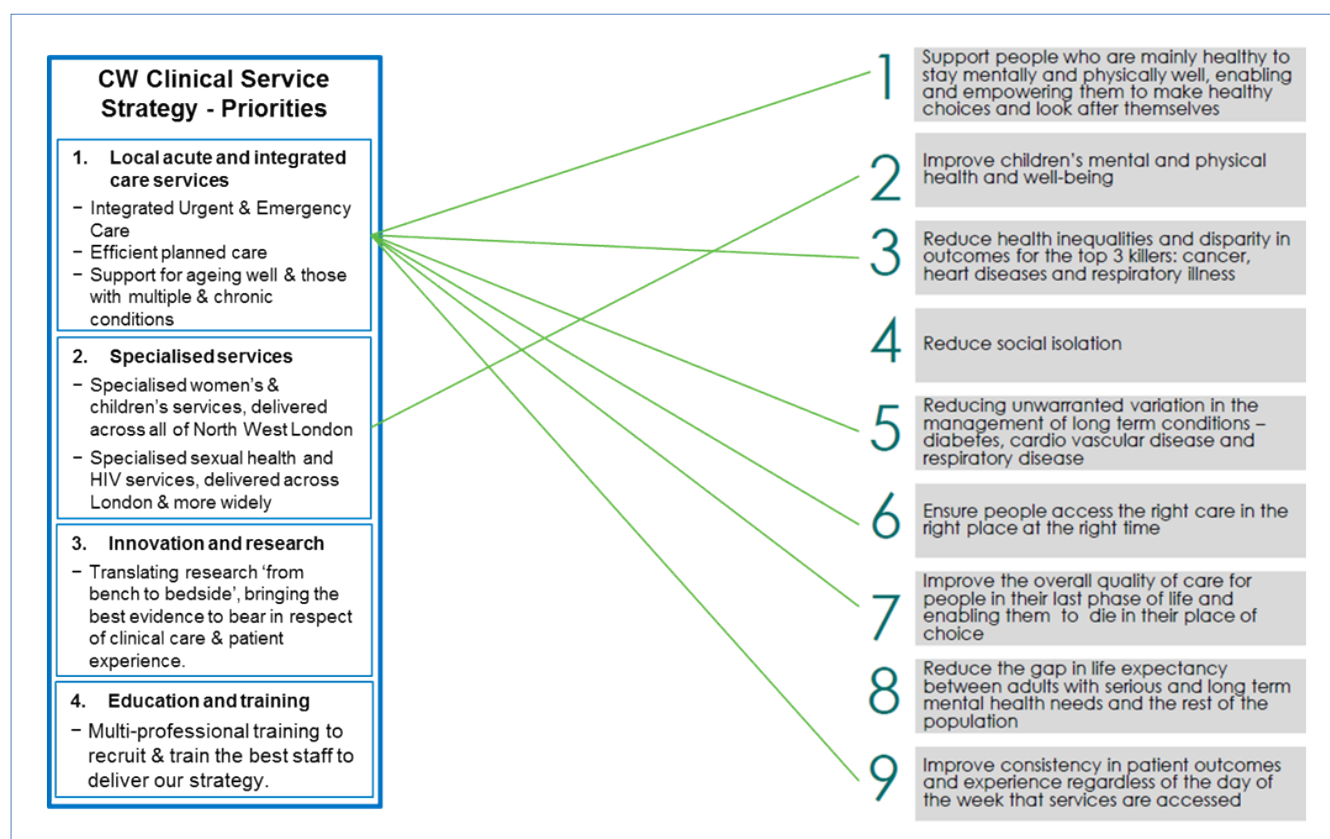 CW Clinical Service
Strategy - Priorities
1. Local acute and integrated
care services
− Integrated Urgent & Emergency
Care
− Efficient planned care
− Support for ageing well & those
with multiple & chronic
conditions
2. Specialised services
− Specialised women's &
children's services, delivered
across all of North West London
− Specialised sexual health and
HIV services, delivered across
London & more widely
3. Innovation and research
− Translating research 'from
bench to bedside', bringing the
best evidence to bear in respect
of clinical care & patient
experience.
4. Education and training
− Multi-professional training to
recruit & train the best staff to
deliver our strategy.
1
Support people who are mainly healthy to
stay mentally and physically well, enabling
and empowering them to make healthy
choices and look after themselves
2
Improve children's mental and physical
health and well-being
3
Reduce health inequalities and disparity in
outcomes for the top 3 killers: cancer,
heart diseases and respiratory illness
4
Reduce social isolation
5
Reducing unwarranted variation in the
management of long term conditions –
diabetes, cardio vascular disease and
respiratory disease
6
Ensure people access the right care in the
right place at the right time
7
Improve the overall quality of care for
people in their last phase of life and
enabling them to die in their place of
choice
8
Reduce the gap in life expectancy
between adults with serious and long term
mental health needs and the rest of the
population
9
Improve consistency in patient outcomes
and experience regardless of the day of
the week that services are accessed